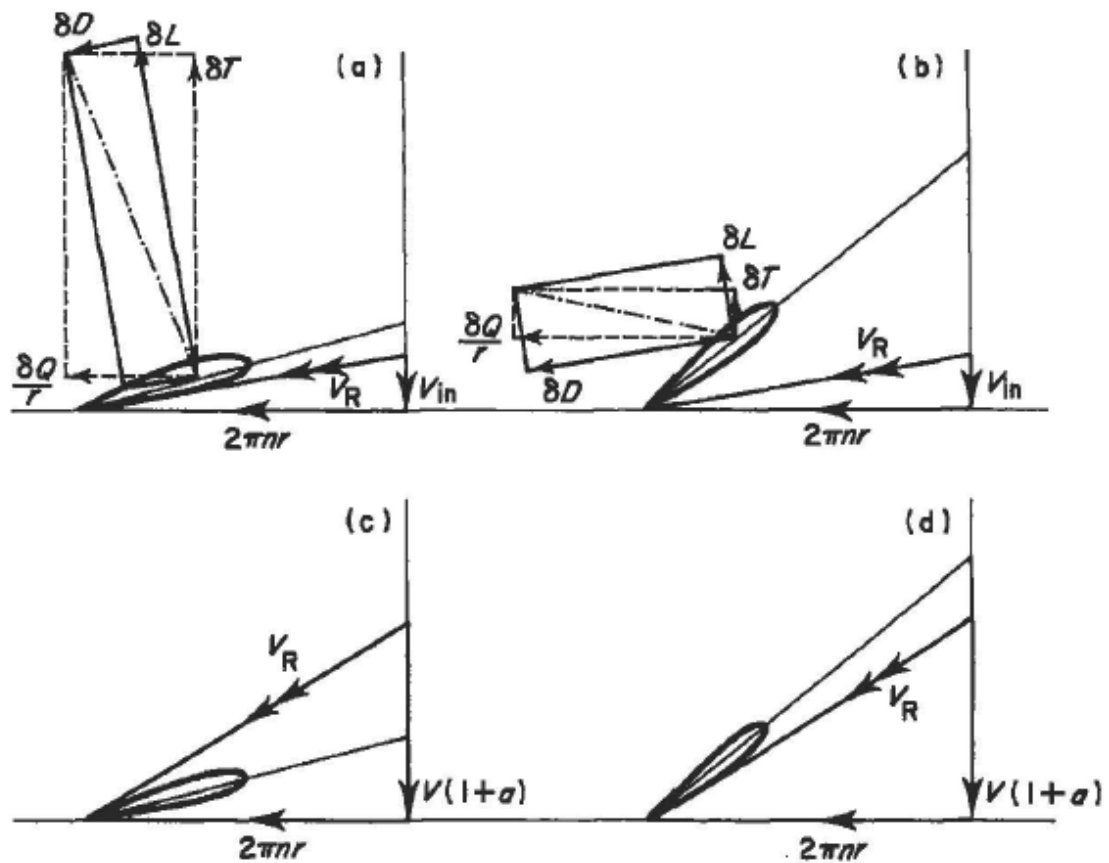 δD
δL
δT
(a)
δQ
r
V_R
V_in
2πnr
(b)
δL
δT
δQ
r
δD
V_R
V_in
2πnr
(c)
V_R
V(1+a)
2πnr
(d)
V_R
V(1+a)
2πnr